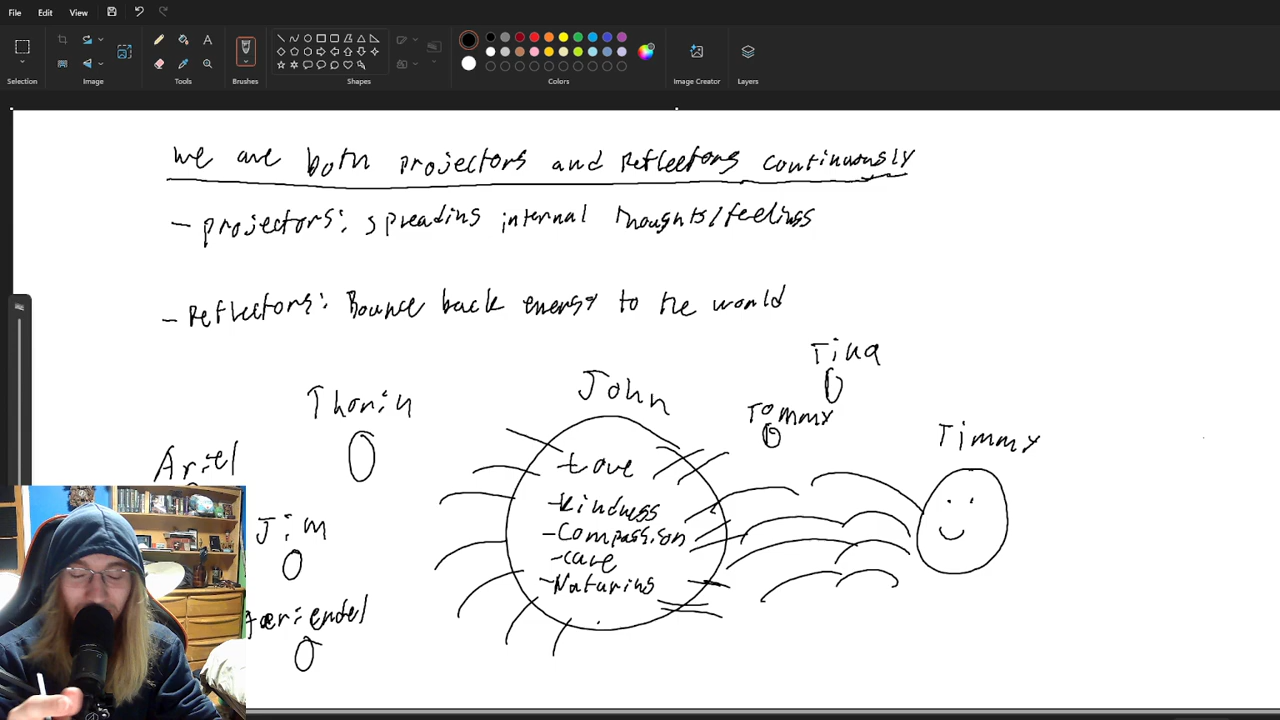 File Edit View
Selection Image Tools Brushes Shapes Colors Image Creator Layers
We are both projectors and Reflectors continuously
- projectors: spreading internal thoughts/feelings
- Reflectors: Bounce back energy to the world
Tina
John
Thorin
Tommy
Timmy
Ariel
- Love
- Kindness
- Compassion
- Care
- Naturing
Jim